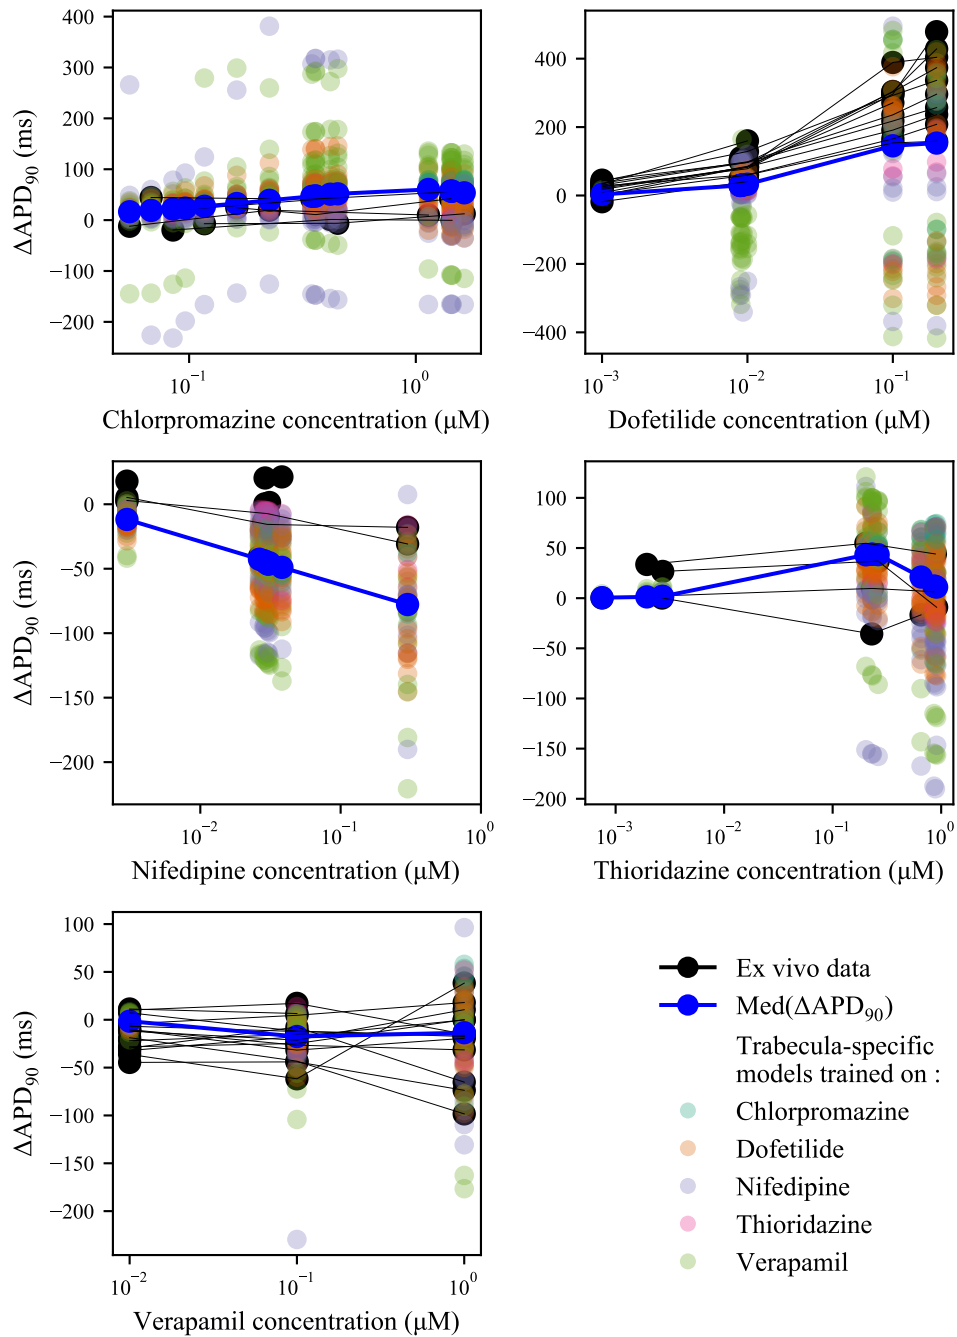 400
300
200
100
0
−100
−200
ΔAPD90 (ms)
10−1
100
Chlorpromazine concentration (μM)
400
200
0
−200
−400
10−3
10−2
10−1
Dofetilide concentration (μM)
0
−50
−100
−150
−200
ΔAPD90 (ms)
10−2
10−1
100
Nifedipine concentration (μM)
100
50
0
−50
−100
−150
−200
10−3
10−1
100
Thioridazine concentration (μM)
100
50
0
−50
−100
−150
−200
ΔAPD90 (ms)
10−2
10−1
100
Verapamil concentration (μM)
Ex vivo data
Med(ΔAPD90)
Trabecula-specific
models trained on :
Chlorpromazine
Dofetilide
Nifedipine
Thioridazine
Verapamil